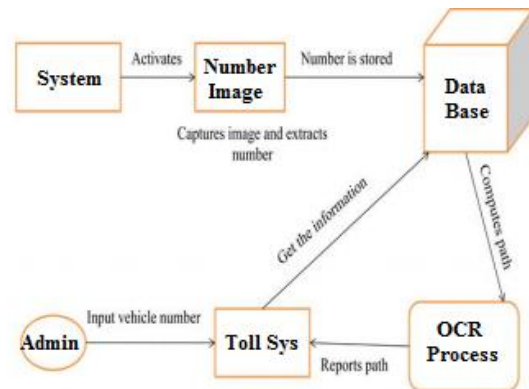 System
Activates
Number
Image
Number is stored
Data
Base
Captures image and extracts
number
Get the information
Computes path
Admin
Input vehicle number
Toll Sys
Reports path
OCR
Process